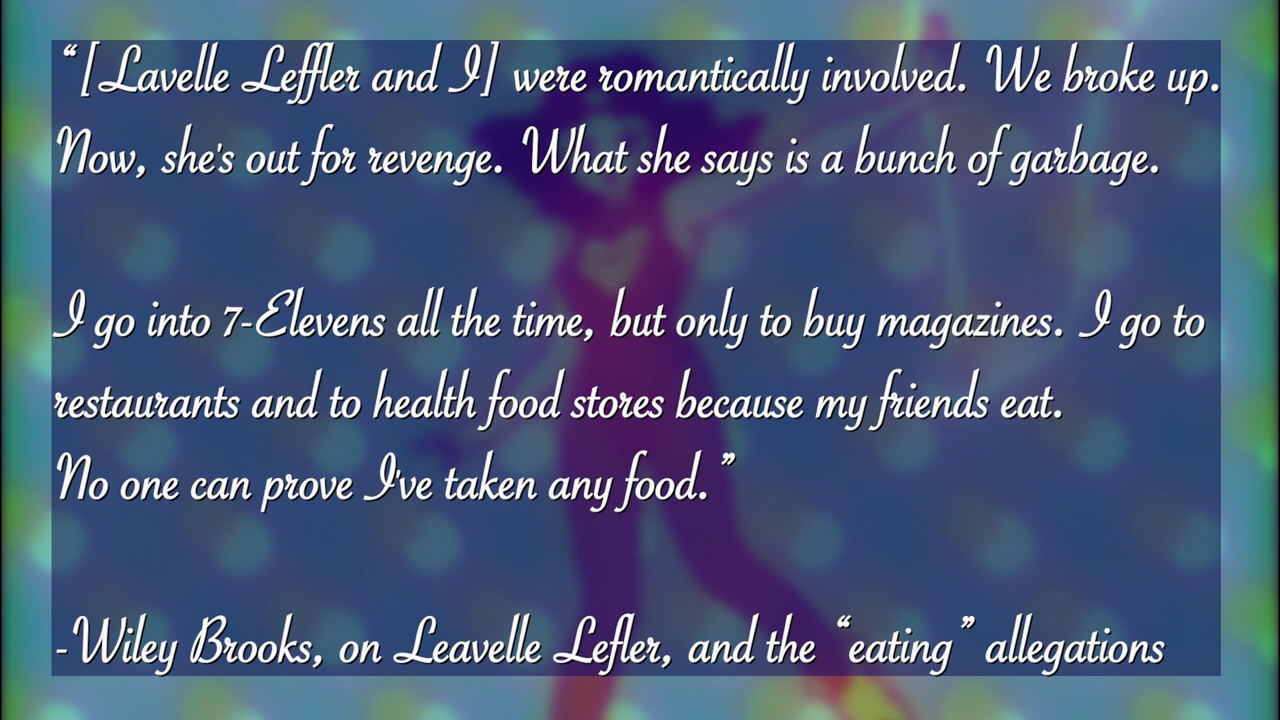 “[Lavelle Leffler and I] were romantically involved. We broke up.
Now, she's out for revenge. What she says is a bunch of garbage.
I go into 7-Elevens all the time, but only to buy magazines. I go to
restaurants and to health food stores because my friends eat.
No one can prove I've taken any food.”
-Wiley Brooks, on Leavelle Lefler, and the “eating” allegations